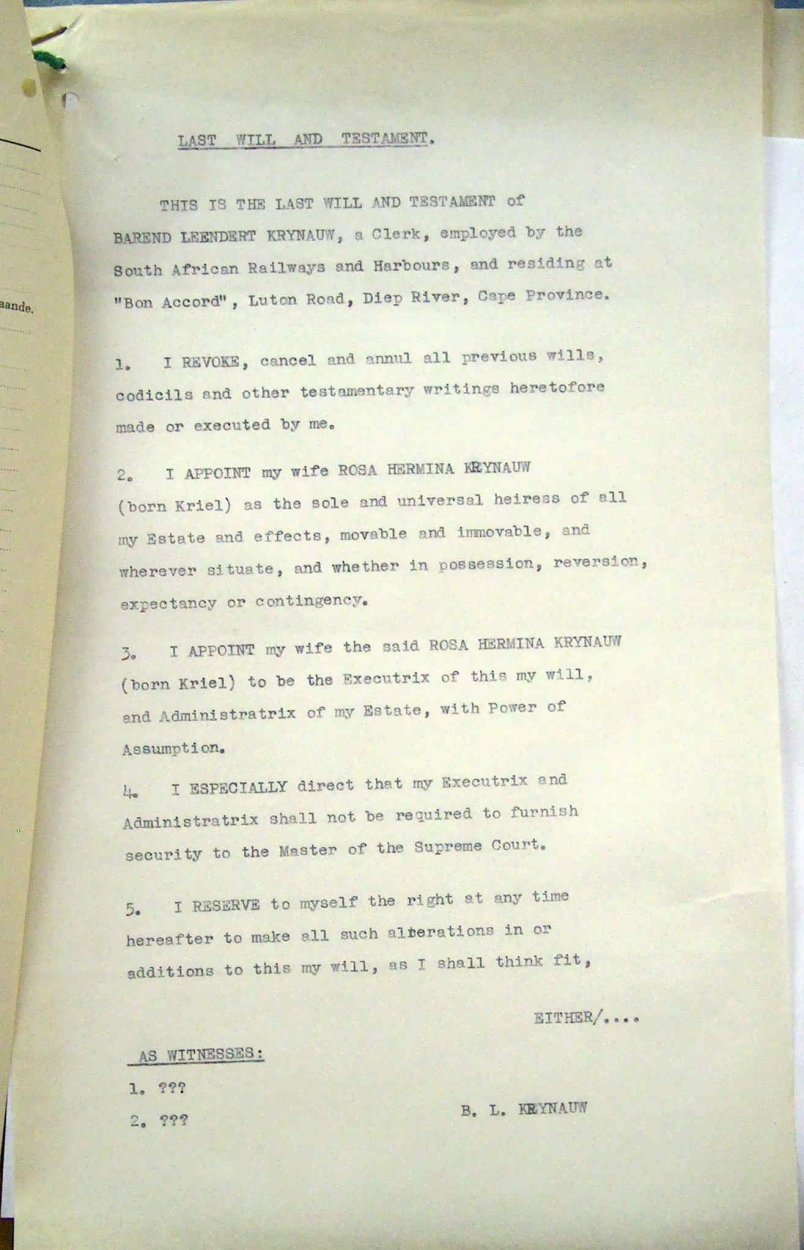 aande.
LAST WILL AND TESTAMENT.
THIS IS THE LAST WILL AND TESTAMENT of
BAREND LEENDERT KRYNAUW, a Clerk, employed by the
South African Railways and Harbours, and residing at
"Bon Accord", Luton Road, Diep River, Cape Province.
1. I REVOKE, cancel and annul all previous wills,
codicils and other testamentary writings heretofore
made or executed by me.
2. I APPOINT my wife ROSA HERMINA KRYNAUW
(born Kriel) as the sole and universal heiress of all
my Estate and effects, movable and immovable, and
wherever situate, and whether in possession, reversion,
expectancy or contingency.
3. I APPOINT my wife the said ROSA HERMINA KRYNAUW
(born Kriel) to be the Executrix of this my will,
and Administratrix of my Estate, with Power of
Assumption.
4. I ESPECIALLY direct that my Executrix and
Administratrix shall not be required to furnish
security to the Master of the Supreme Court.
5. I RESERVE to myself the right at any time
hereafter to make all such alterations in or
additions to this my will, as I shall think fit,
EITHER/....
AS WITNESSES:
1. ???
2. ???
B. L. KRYNAUW